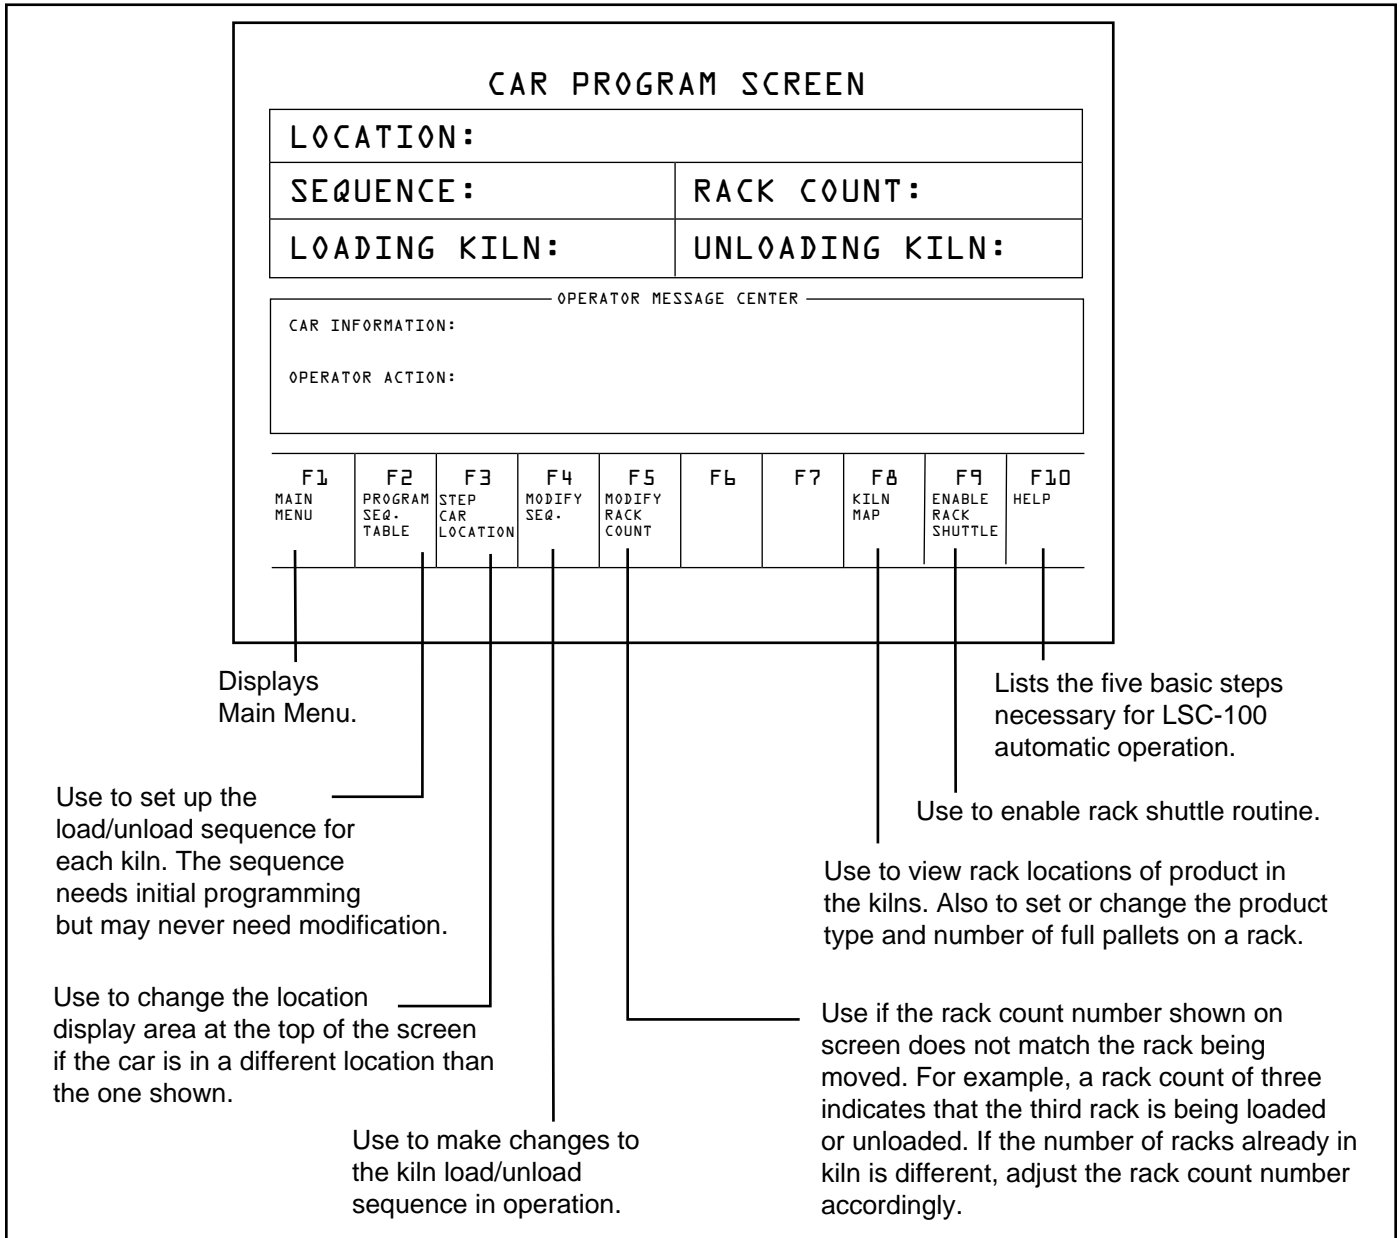 CAR PROGRAM SCREEN
LOCATION:
SEQUENCE:
RACK COUNT:
LOADING KILN:
UNLOADING KILN:
OPERATOR MESSAGE CENTER
CAR INFORMATION:
OPERATOR ACTION:
F1
MAIN
MENU
F2
PROGRAM
SEQ.
TABLE
F3
STEP
CAR
LOCATION
F4
MODIFY
SEQ.
F5
MODIFY
RACK
COUNT
F6
F7
F8
KILN
MAP
F9
ENABLE
RACK
SHUTTLE
F10
HELP
Displays
Main Menu.
Lists the five basic steps
necessary for LSC-100
automatic operation.
Use to set up the
load/unload sequence for
each kiln. The sequence
needs initial programming
but may never need modification.
Use to enable rack shuttle routine.
Use to view rack locations of product in
the kilns. Also to set or change the product
type and number of full pallets on a rack.
Use to change the location
display area at the top of the screen
if the car is in a different location than
the one shown.
Use if the rack count number shown on
screen does not match the rack being
moved. For example, a rack count of three
indicates that the third rack is being loaded
or unloaded. If the number of racks already in
kiln is different, adjust the rack count number
accordingly.
Use to make changes to
the kiln load/unload
sequence in operation.